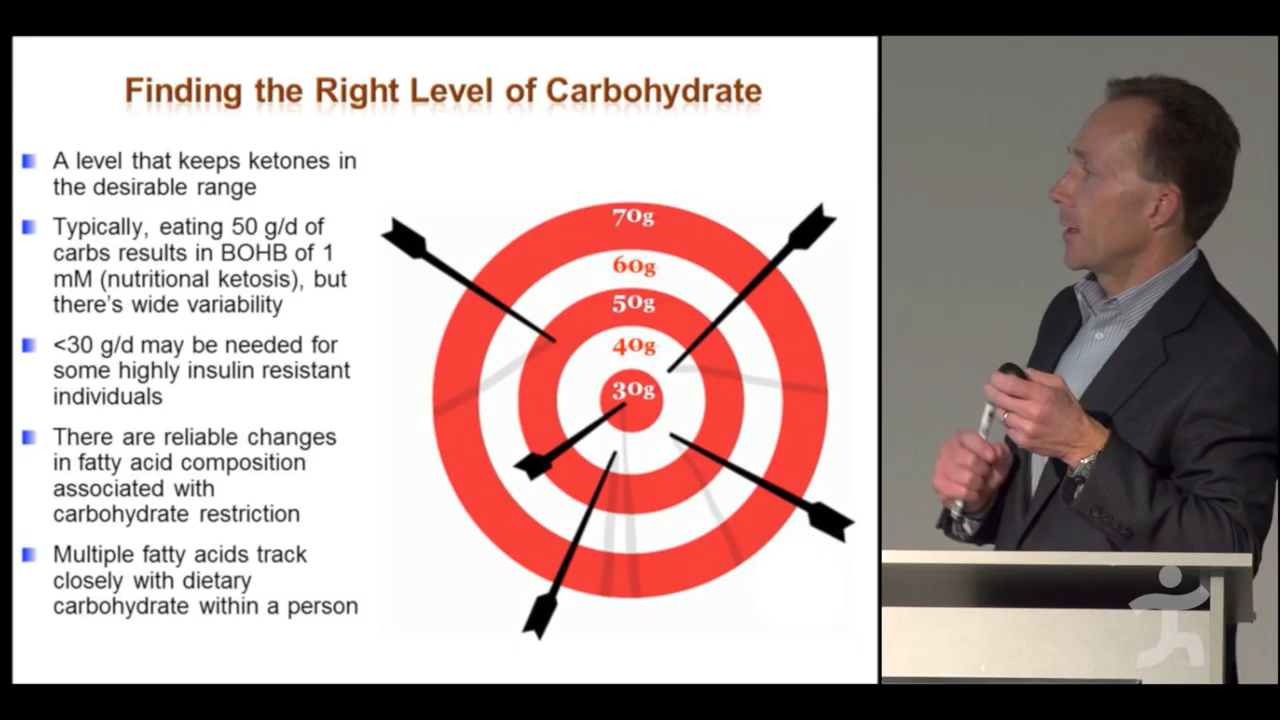 Finding the Right Level of Carbohydrate
A level that keeps ketones in
the desirable range
Typically, eating 50 g/d of
carbs results in BOHB of 1
mM (nutritional ketosis), but
there's wide variability
<30 g/d may be needed for
some highly insulin resistant
individuals
There are reliable changes
in fatty acid composition
associated with
carbohydrate restriction
Multiple fatty acids track
closely with dietary
carbohydrate within a person
70g
60g
50g
40g
30g